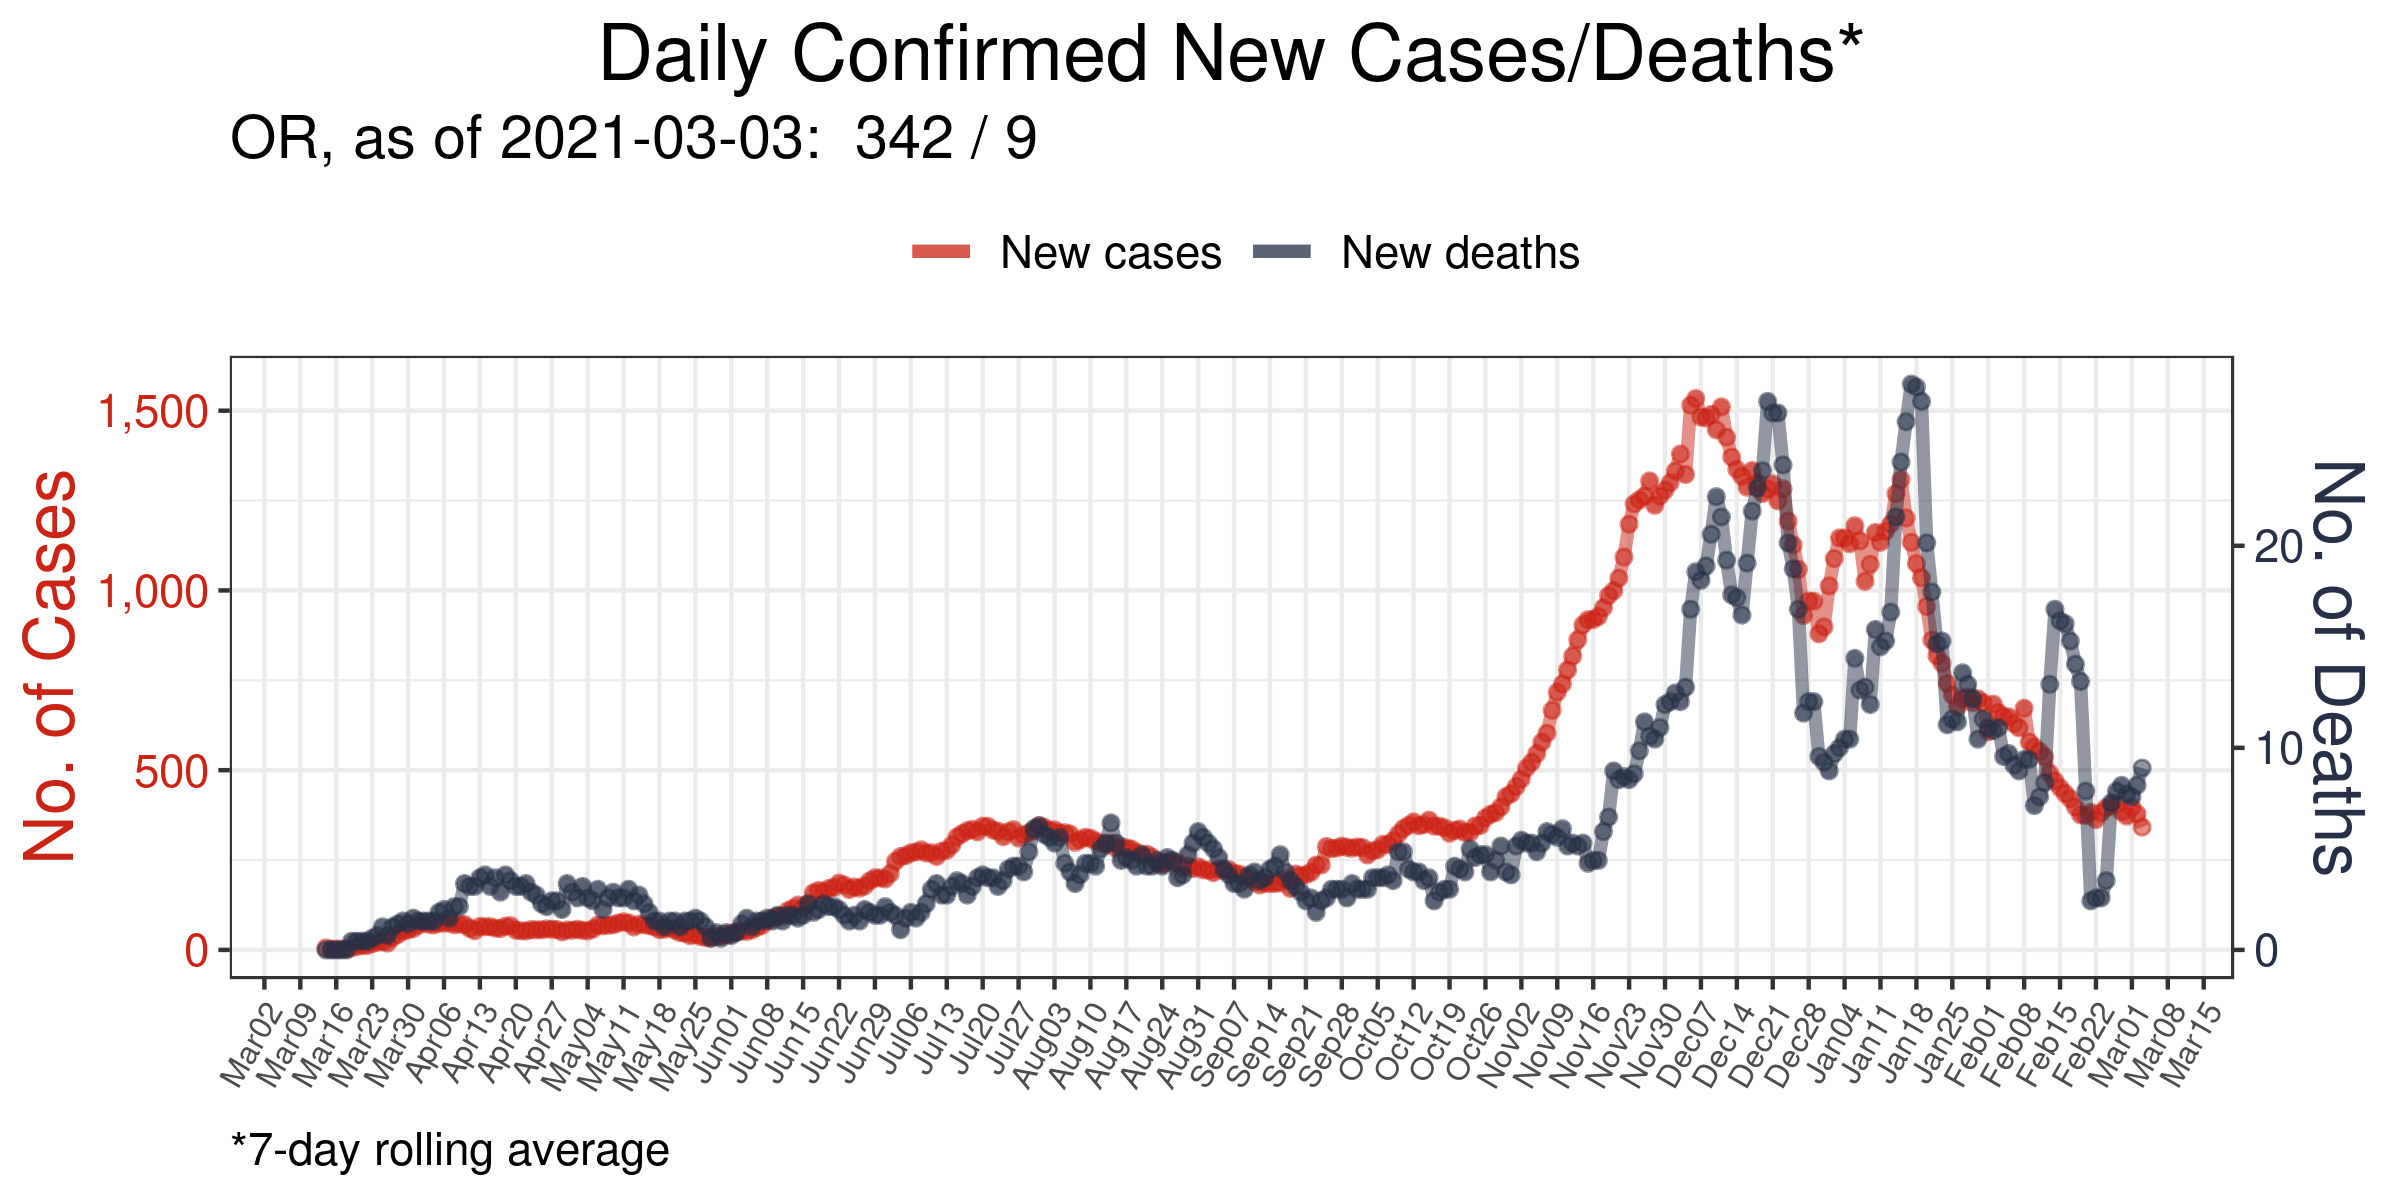 Daily Confirmed New Cases/Deaths*
OR, as of 2021-03-03:  342 / 9
New cases
New deaths
No. of Cases
1,500
1,000
500
0
No. of Deaths
20
10
0
Mar02
Mar09
Mar16
Mar23
Mar30
Apr06
Apr13
Apr20
Apr27
May04
May11
May18
May25
Jun01
Jun08
Jun15
Jun22
Jun29
Jul06
Jul13
Jul20
Jul27
Aug03
Aug10
Aug17
Aug24
Aug31
Sep07
Sep14
Sep21
Sep28
Oct05
Oct12
Oct19
Oct26
Nov02
Nov09
Nov16
Nov23
Nov30
Dec07
Dec14
Dec21
Dec28
Jan04
Jan11
Jan18
Jan25
Feb01
Feb08
Feb15
Feb22
Mar01
Mar08
Mar15
*7-day rolling average